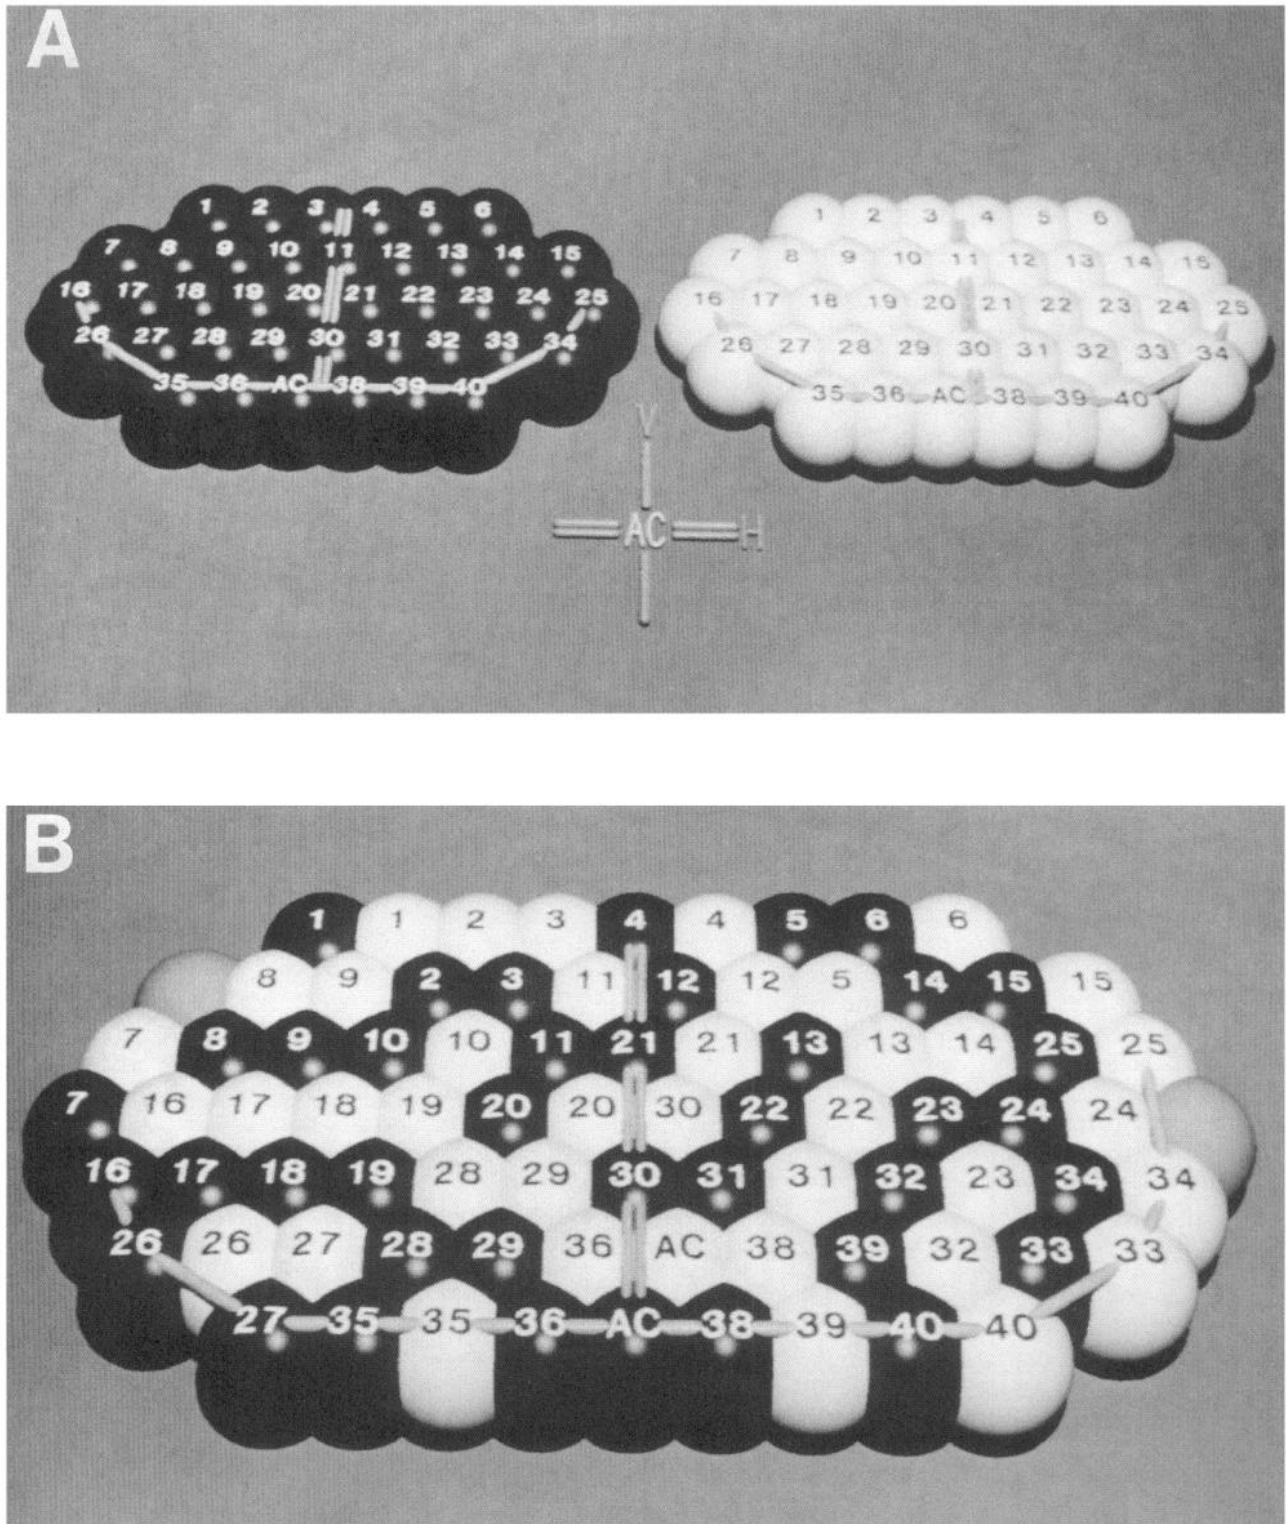 A
1 2 3 4 5 6
7 8 9 10 11 12 13 14 15
16 17 18 19 20 21 22 23 24 25
26 27 28 29 30 31 32 33 34
35 36 AC 38 39 40
1 2 3 4 5 6
7 8 9 10 11 12 13 14 15
16 17 18 19 20 21 22 23 24 25
26 27 28 29 30 31 32 33 34
35 36 AC 38 39 40
V
AC H
B
1 1 2 3 4 4 5 6 6
8 9 2 3 11 12 12 5 14 15 15
7 8 9 10 10 11 21 21 13 13 14 25 25
7 16 17 18 19 20 20 30 22 22 23 24 24
16 17 18 19 28 29 30 31 31 32 23 34 34
26 26 27 28 29 36 AC 38 39 32 33 33
27 35 35 36 AC 38 39 40 40